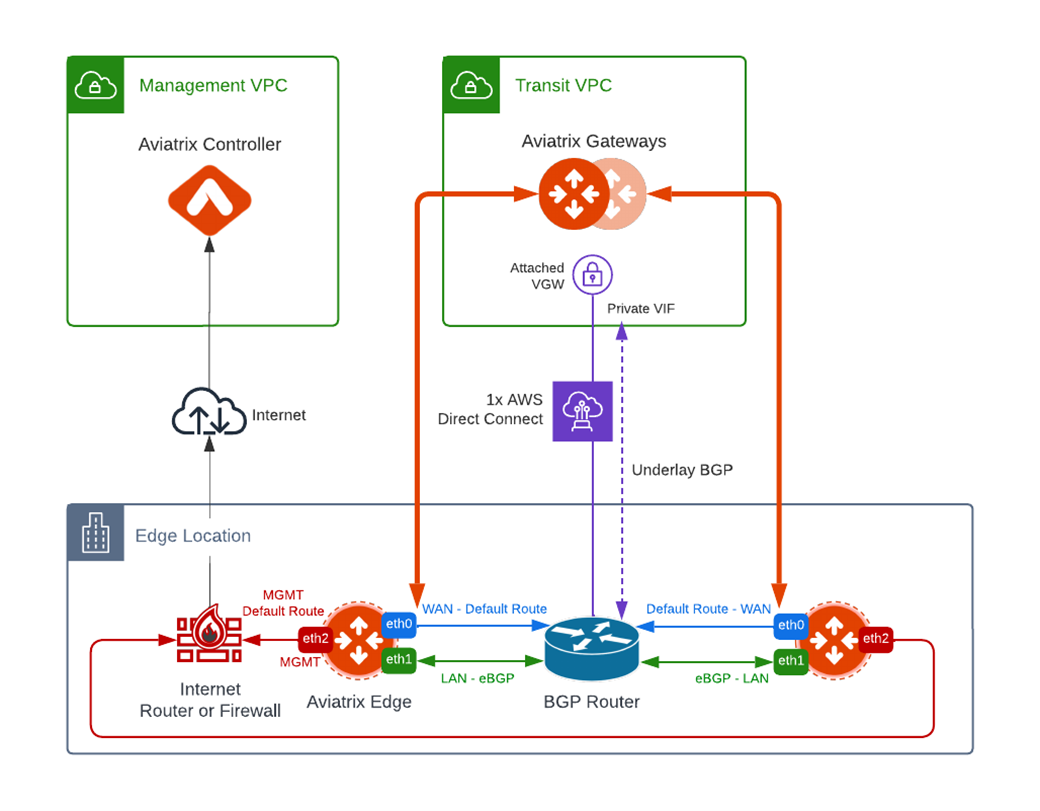 Management VPC
Transit VPC
Aviatrix Controller
Aviatrix Gateways
Attached
VGW
Private VIF
Internet
1x AWS
Direct Connect
Underlay BGP
Edge Location
MGMT
Default Route
WAN - Default Route
Default Route - WAN
eth0
eth0
eth2
eth2
eth1
eth1
MGMT
LAN - eBGP
eBGP - LAN
Internet
Router or Firewall
Aviatrix Edge
BGP Router